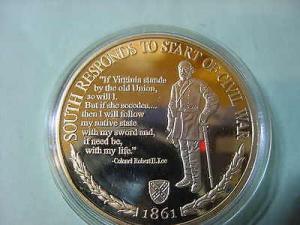 SOUTH RESPONDS TO START OF CIVIL WAR
"If Virginia stands
by the old Union,
so will I.
But if she secedes....
then I will follow
my native state
with my sword and,
if need be,
with my life."
-Colonel Robert E. Lee
1861